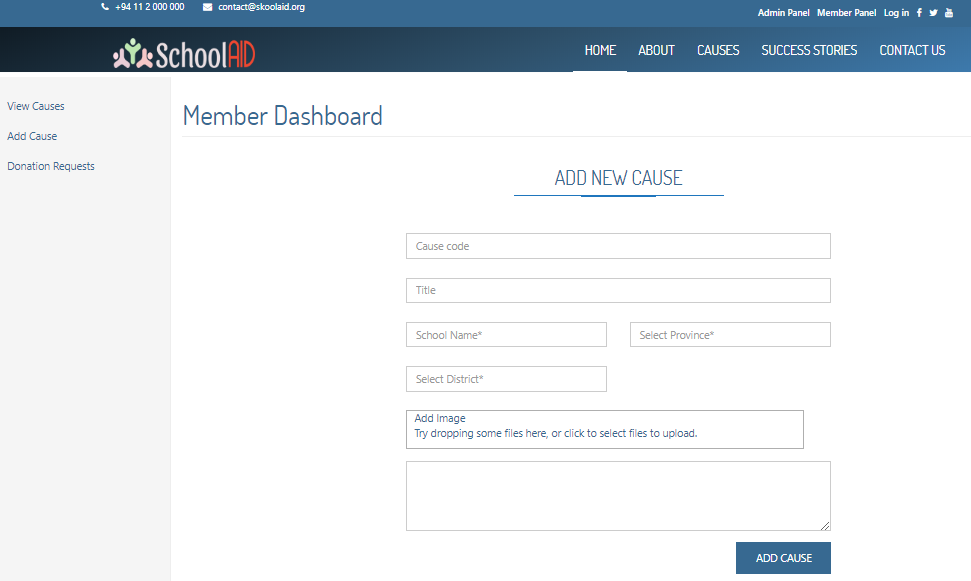 +94 11 2 000 000 contact@skoolaid.org Admin Panel Member Panel Log in
SchoolAID HOME ABOUT CAUSES SUCCESS STORIES CONTACT US
View Causes
Add Cause
Donation Requests
Member Dashboard
ADD NEW CAUSE
Cause code
Title
School Name* Select Province*
Select District*
Add Image
Try dropping some files here, or click to select files to upload.
ADD CAUSE